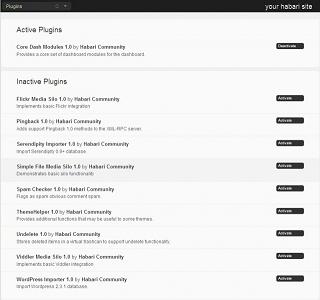 Plugins
your habari site
Active Plugins
Core Dash Modules 1.0 by Habari Community
Deactivate
Provides a core set of dashboard modules for the dashboard.
Inactive Plugins
Flickr Media Silo 1.0 by Habari Community
Activate
Implements basic Flickr integration
Pingback 1.0 by Habari Community
Activate
Adds support Pingback 1.0 methods to the XML-RPC server.
Serendipity Importer 1.0 by Habari Community
Activate
Import Serendipity 0.9+ database
Simple File Media Silo 1.0 by Habari Community
Activate
Demonstrates basic silo functionality
Spam Checker 1.0 by Habari Community
Activate
Flags as spam obvious comment spam.
ThemeHelper 1.0 by Habari Community
Activate
Provides additional functions that may be useful to some themes.
Undelete 1.0 by Habari Community
Activate
Stores deleted items in a virtual trashcan to support undelete functionality.
Viddler Media Silo 1.0 by Habari Community
Activate
Implements basic Viddler integration
WordPress Importer 1.0 by Habari Community
Activate
Import Wordpress 2.3.1 database.